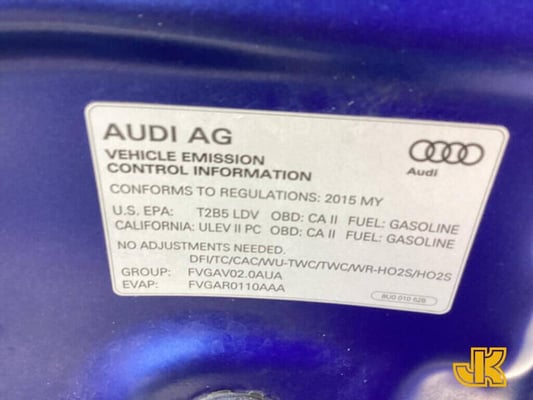 AUDI AG
VEHICLE EMISSION
CONTROL INFORMATION
Audi
CONFORMS TO REGULATIONS: 2015 MY
U.S. EPA: T2B5 LDV OBD: CA II FUEL: GASOLINE
CALIFORNIA: ULEV II PC OBD: CA II FUEL: GASOLINE
NO ADJUSTMENTS NEEDED.
DFI/TC/CAC/WU-TWC/TWC/WR-HO2S/HO2S
GROUP: FVGAV02.0AUA
EVAP: FVGAR0110AAA
8U0 010 628
JK